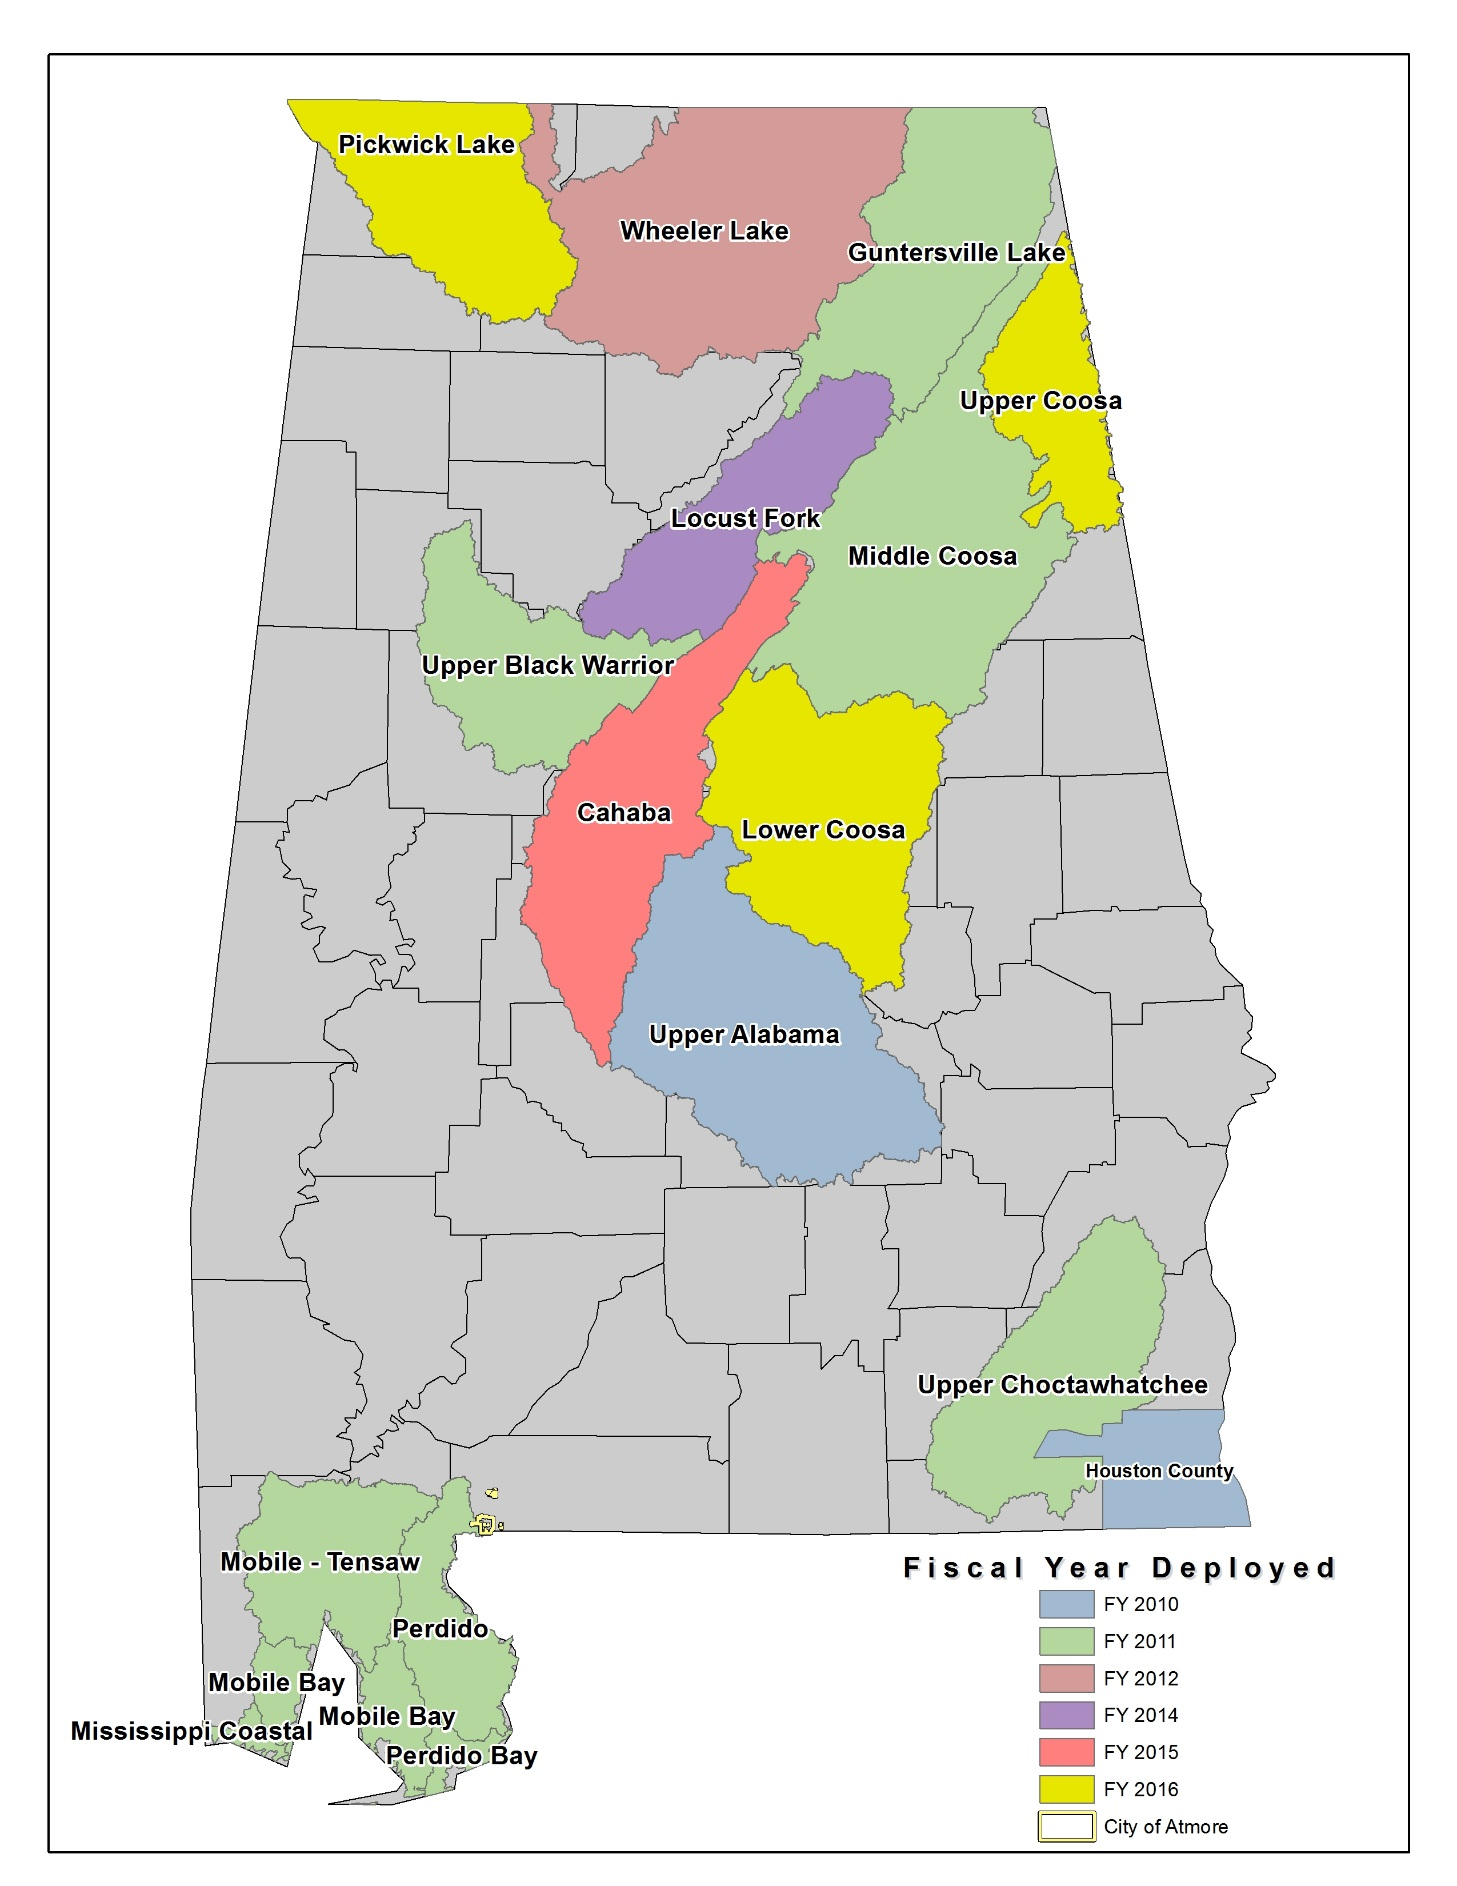 Pickwick Lake
Wheeler Lake
Guntersville Lake
Upper Coosa
Locust Fork
Middle Coosa
Upper Black Warrior
Cahaba
Lower Coosa
Upper Alabama
Upper Choctawhatchee
Houston County
Mobile - Tensaw
Perdido
Mobile Bay
Mobile Bay
Mississippi Coastal
Perdido Bay
Fiscal Year Deployed
FY 2010
FY 2011
FY 2012
FY 2014
FY 2015
FY 2016
City of Atmore